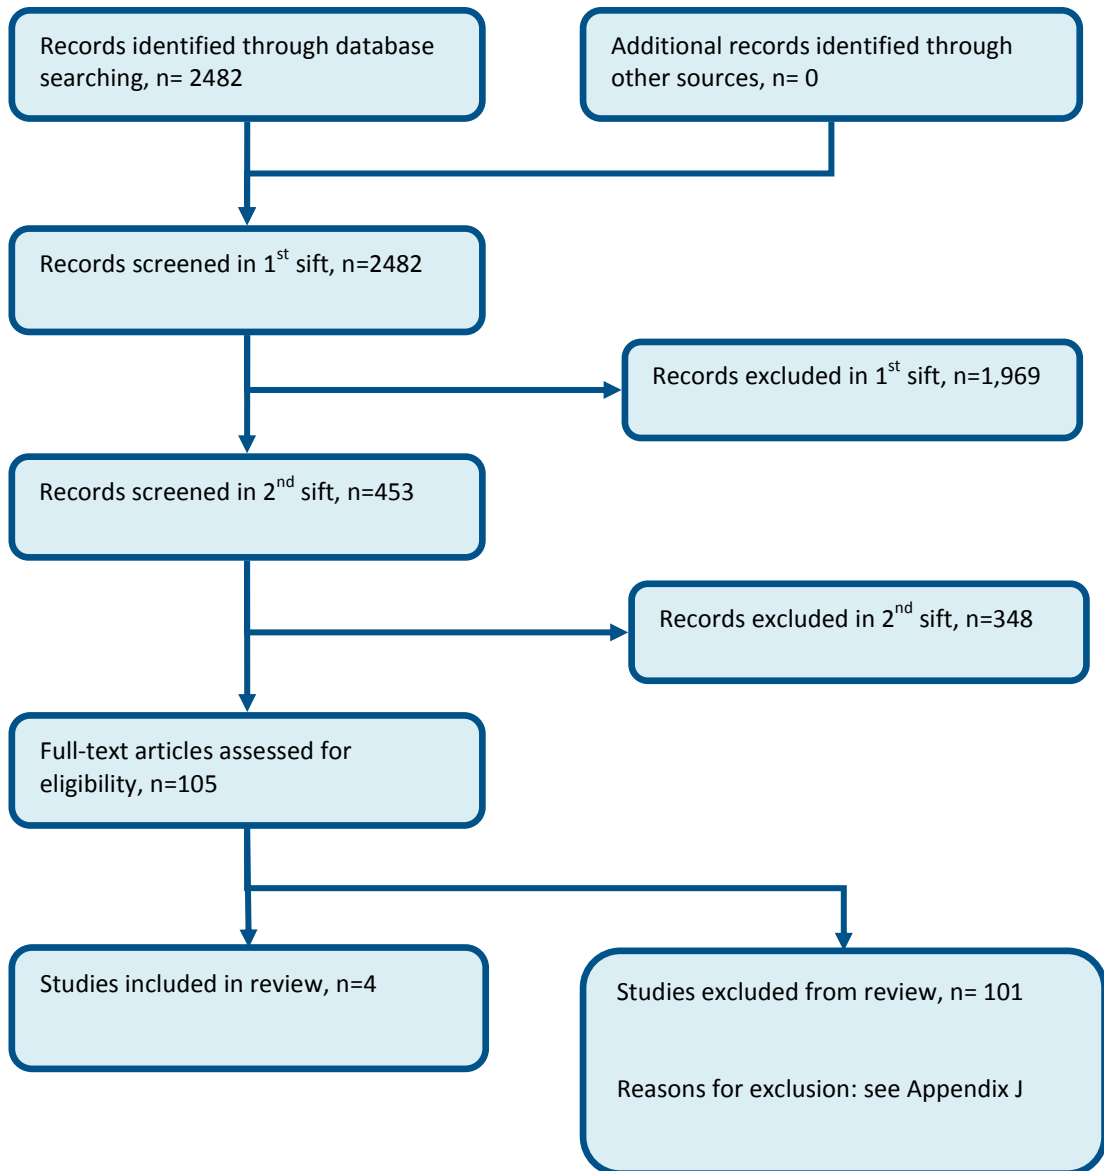 Records identified through database
searching, n= 2482
Additional records identified through
other sources, n= 0
Records screened in 1st sift, n=2482
Records excluded in 1st sift, n=1,969
Records screened in 2nd sift, n=453
Records excluded in 2nd sift, n=348
Full-text articles assessed for
eligibility, n=105
Studies included in review, n=4
Studies excluded from review, n= 101
Reasons for exclusion: see Appendix J